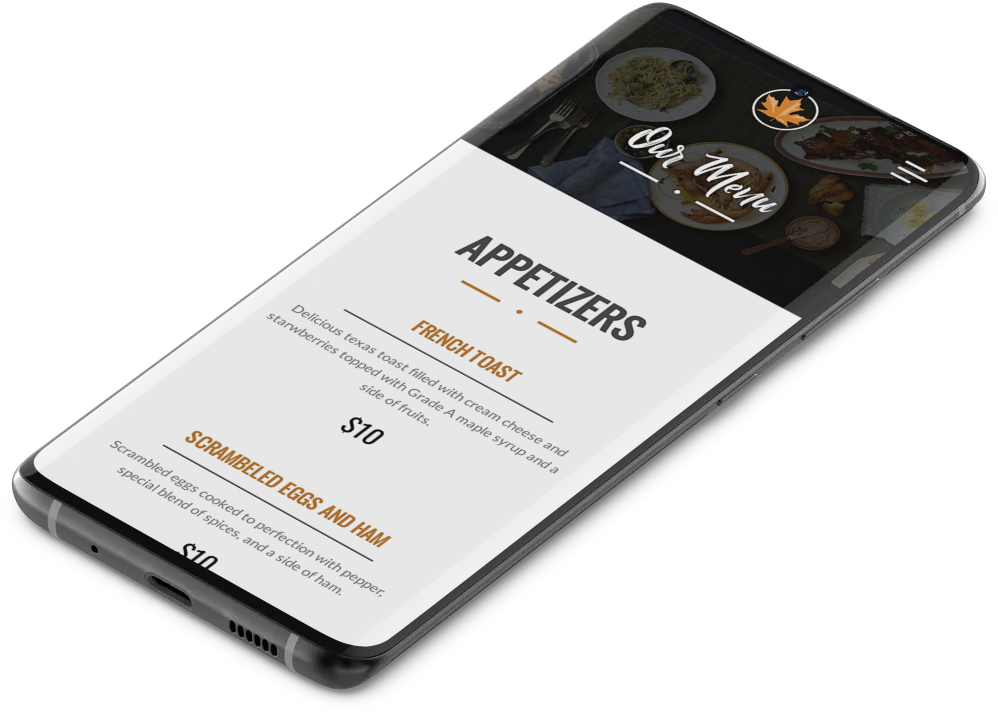 Our Menu
APPETIZERS
FRENCH TOAST
Delicious texas toast filled with cream cheese and
starwberries topped with Grade A maple syrup and a
side of fruits.
$10
SCRAMBELED EGGS AND HAM
Scrambled eggs cooked to perfection with pepper,
special blend of spices, and a side of ham.
$10